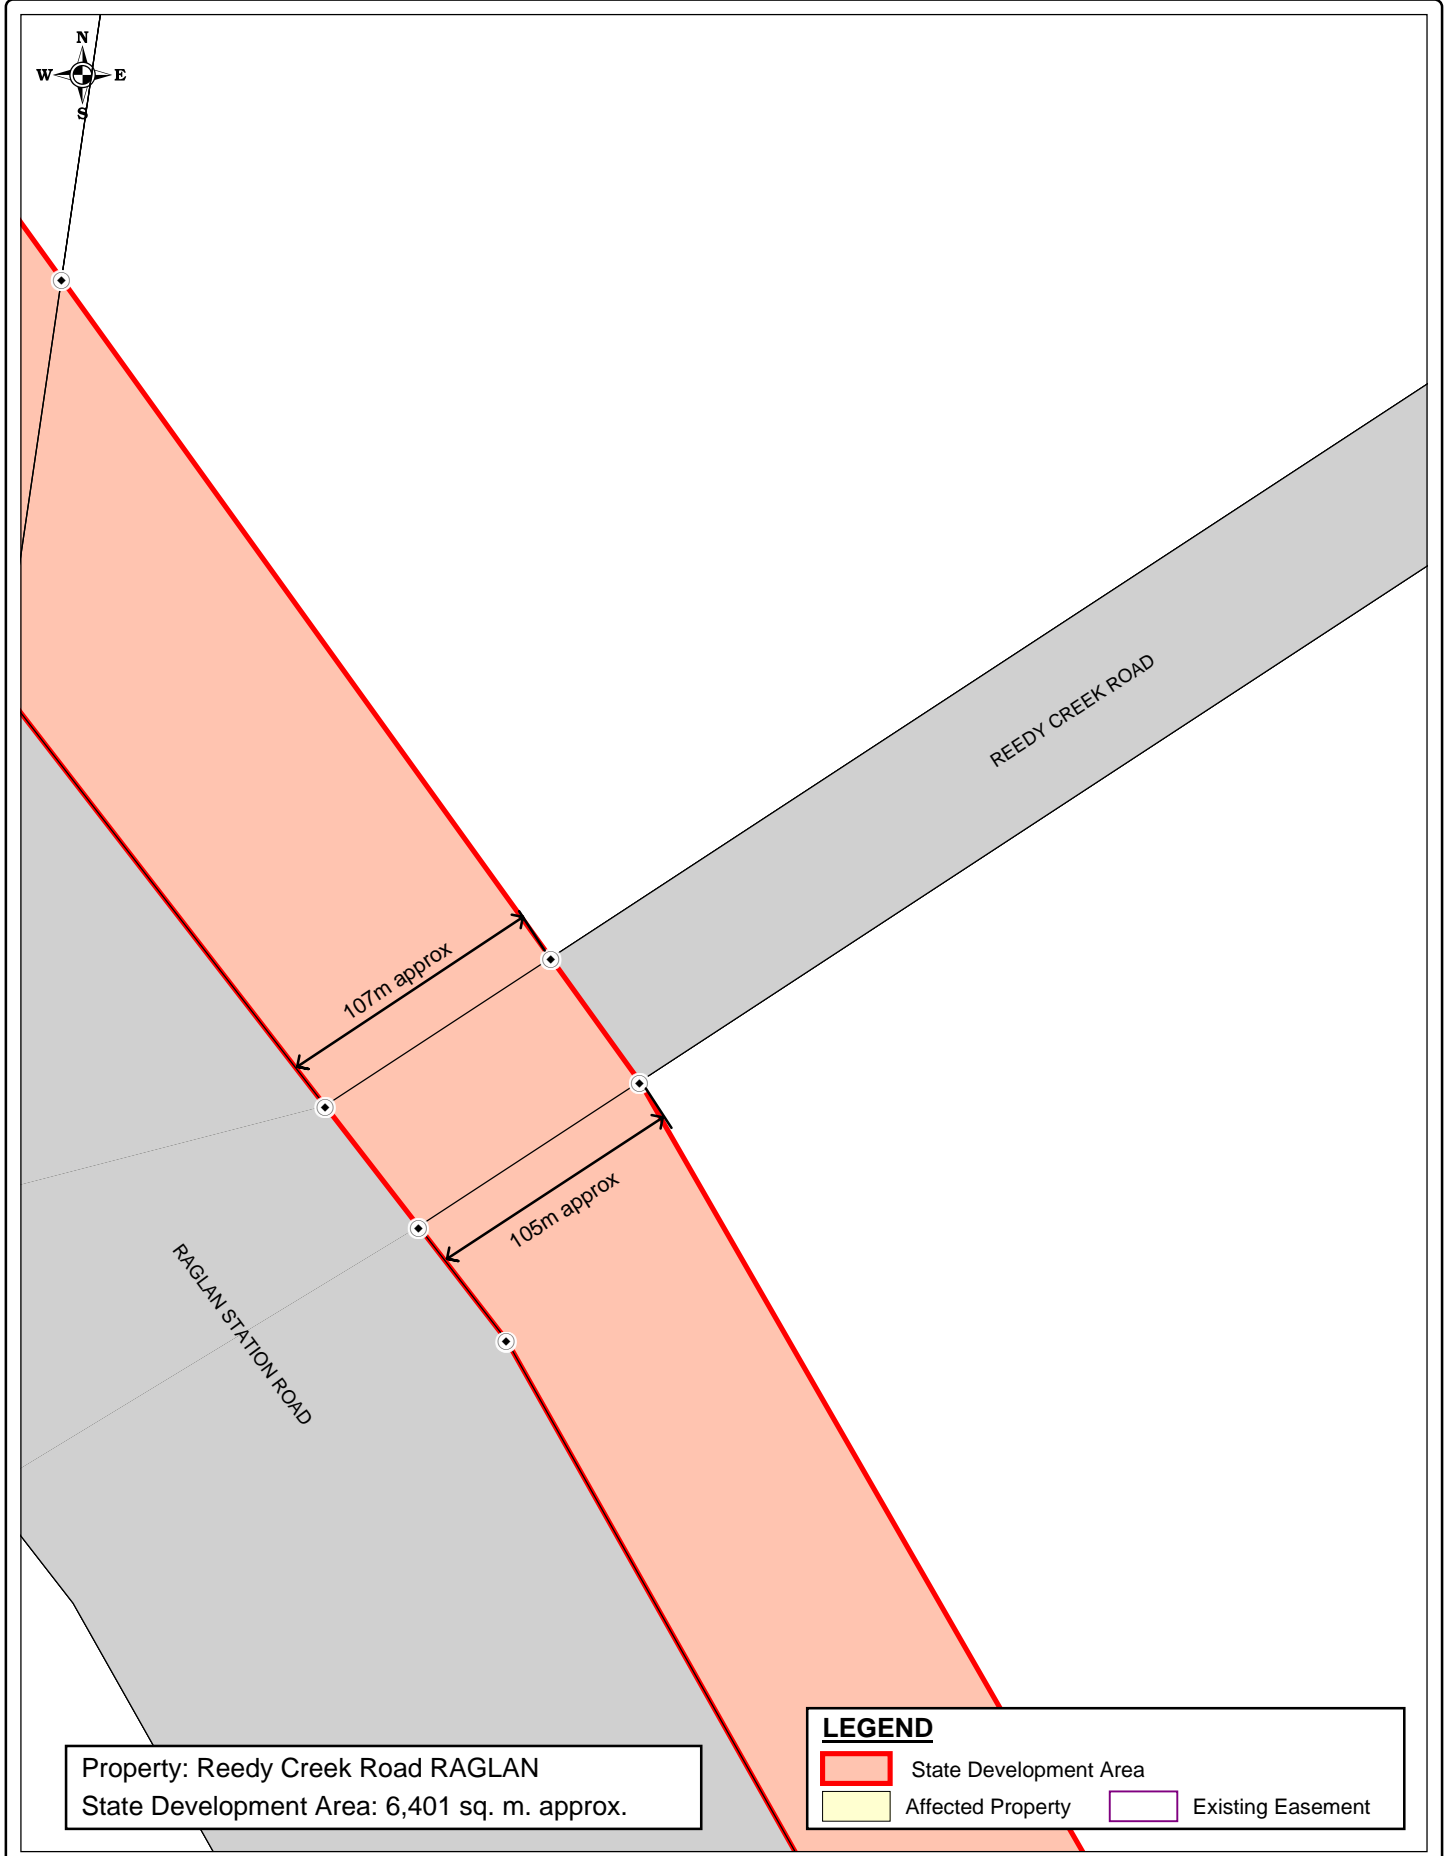 N
W E
S
REEDY CREEK ROAD
107m approx
105m approx
RAGLAN STATION ROAD
Property: Reedy Creek Road RAGLAN
State Development Area: 6,401 sq. m. approx.
LEGEND
State Development Area
Affected Property Existing Easement